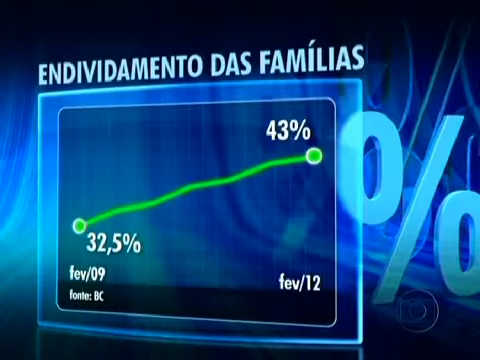 ENDIVIDAMENTO DAS FAMÍLIAS
43%
32,5%
fev/09
fev/12
fonte: BC
%